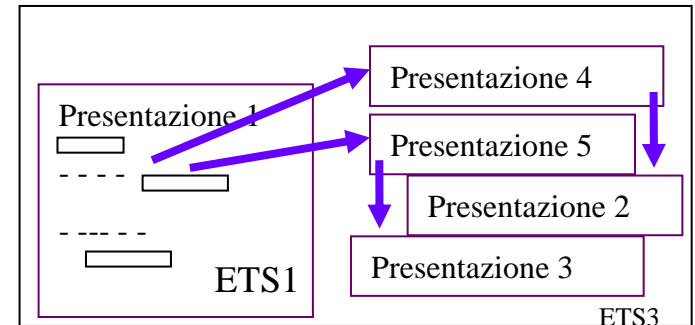 Presentazione 1
- - - -
- --- - -
ETS1
Presentazione 4
Presentazione 5
Presentazione 2
Presentazione 3
ETS3